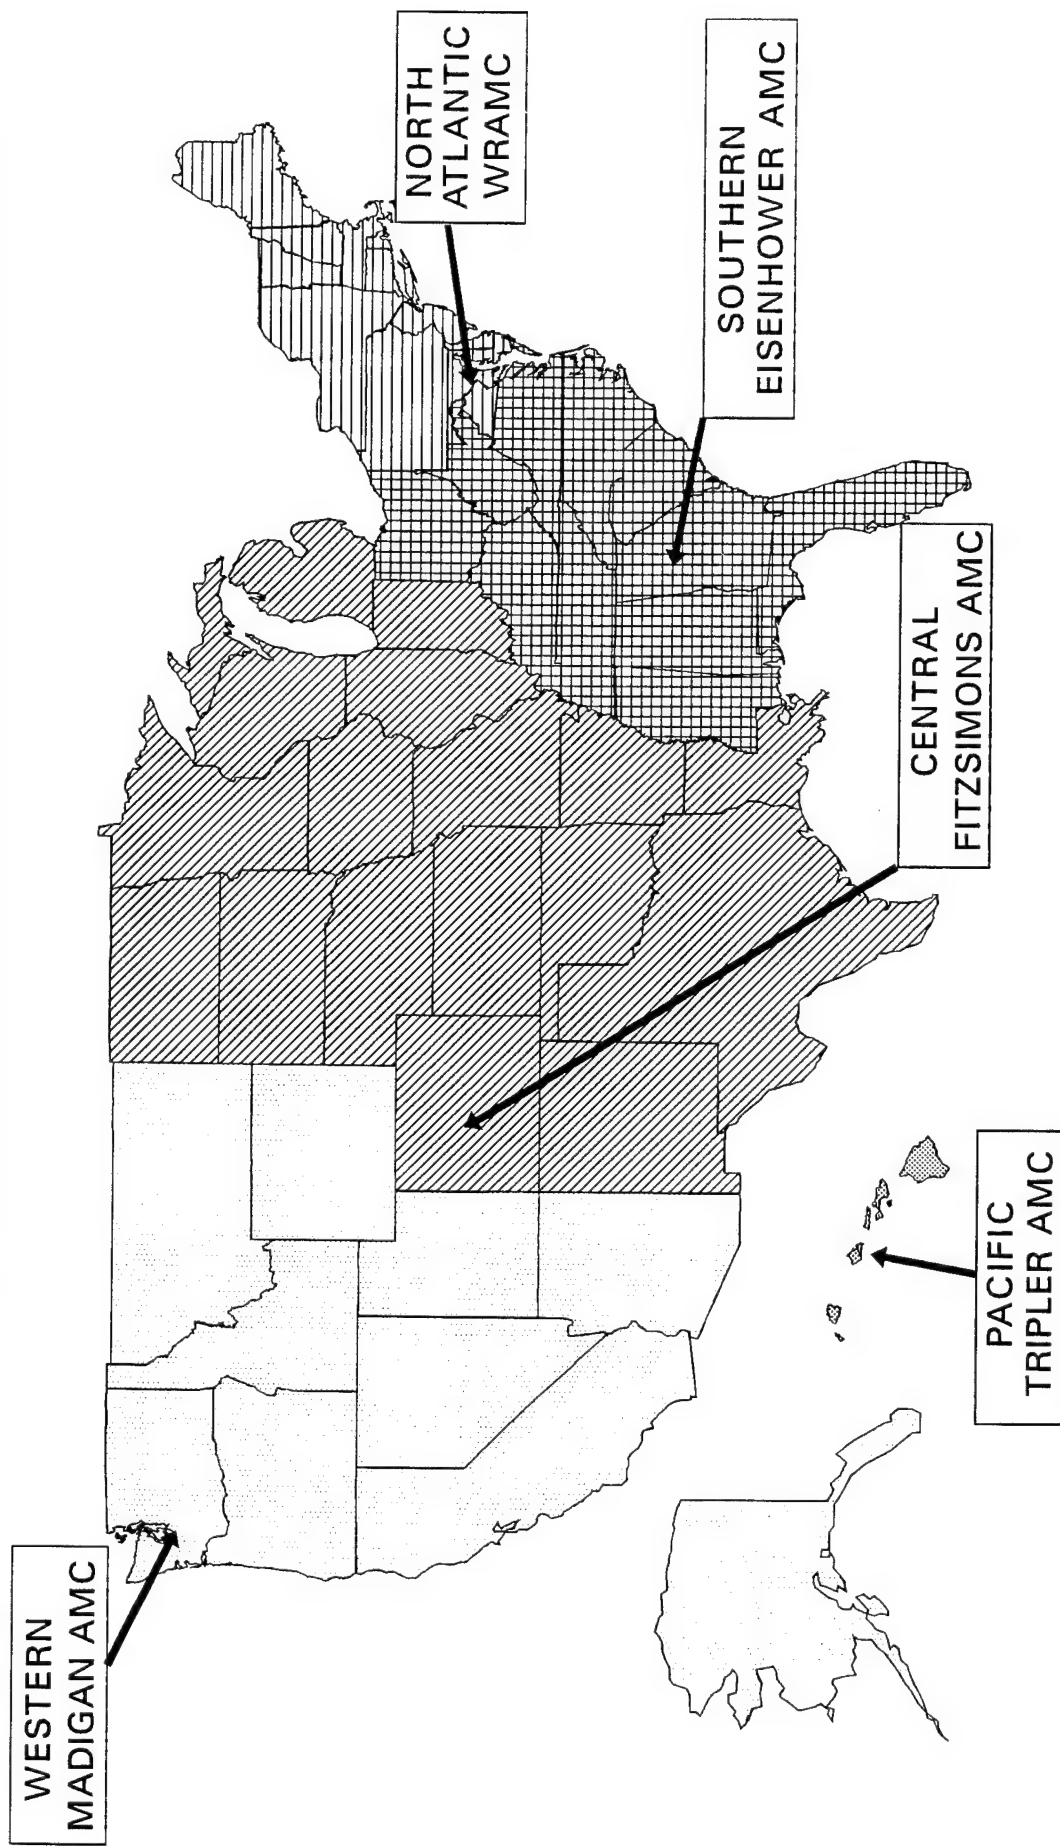 WESTERN
MADIGAN AMC
NORTH
ATLANTIC
WRAMC
SOUTHERN
EISENHOWER AMC
CENTRAL
FITZSIMONS AMC
PACIFIC
TRIPLER AMC